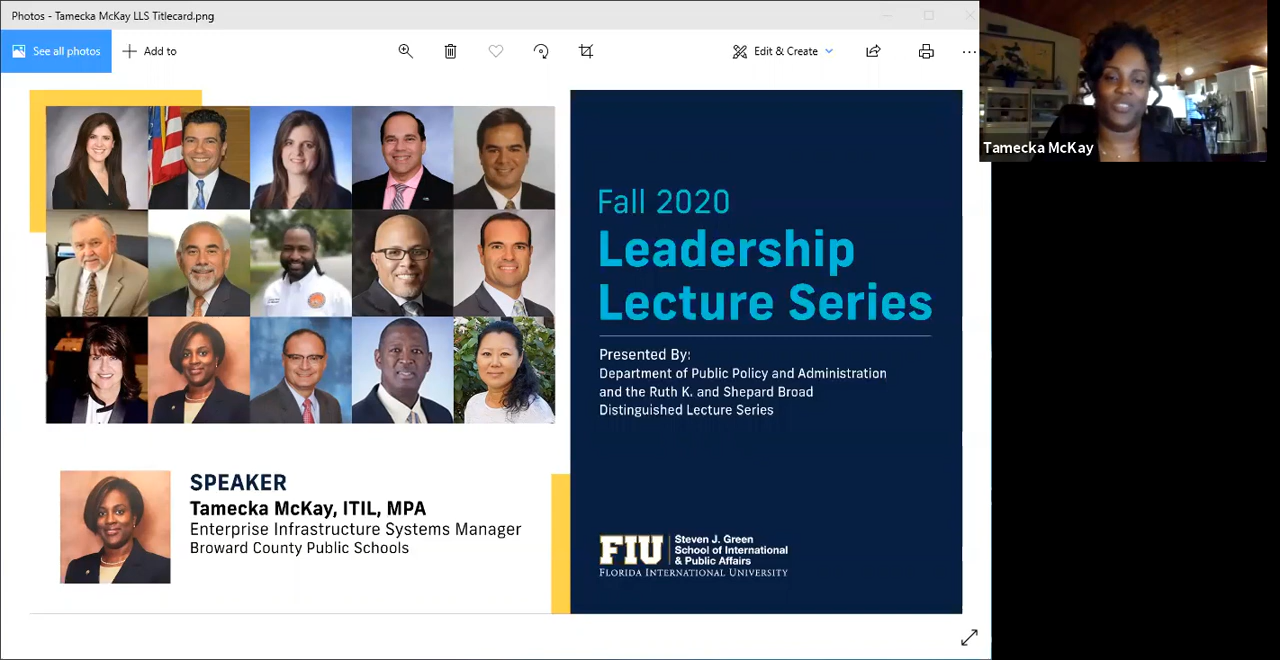 Photos - Tamecka McKay LLS Titlecard.png
See all photos
Add to
Edit & Create
Tamecka McKay
Fall 2020
Leadership
Lecture Series
Presented By:
Department of Public Policy and Administration
and the Ruth K. and Shepard Broad
Distinguished Lecture Series
SPEAKER
Tamecka McKay, ITIL, MPA
Enterprise Infrastructure Systems Manager
Broward County Public Schools
FIU
Steven J. Green
School of International
& Public Affairs
FLORIDA INTERNATIONAL UNIVERSITY